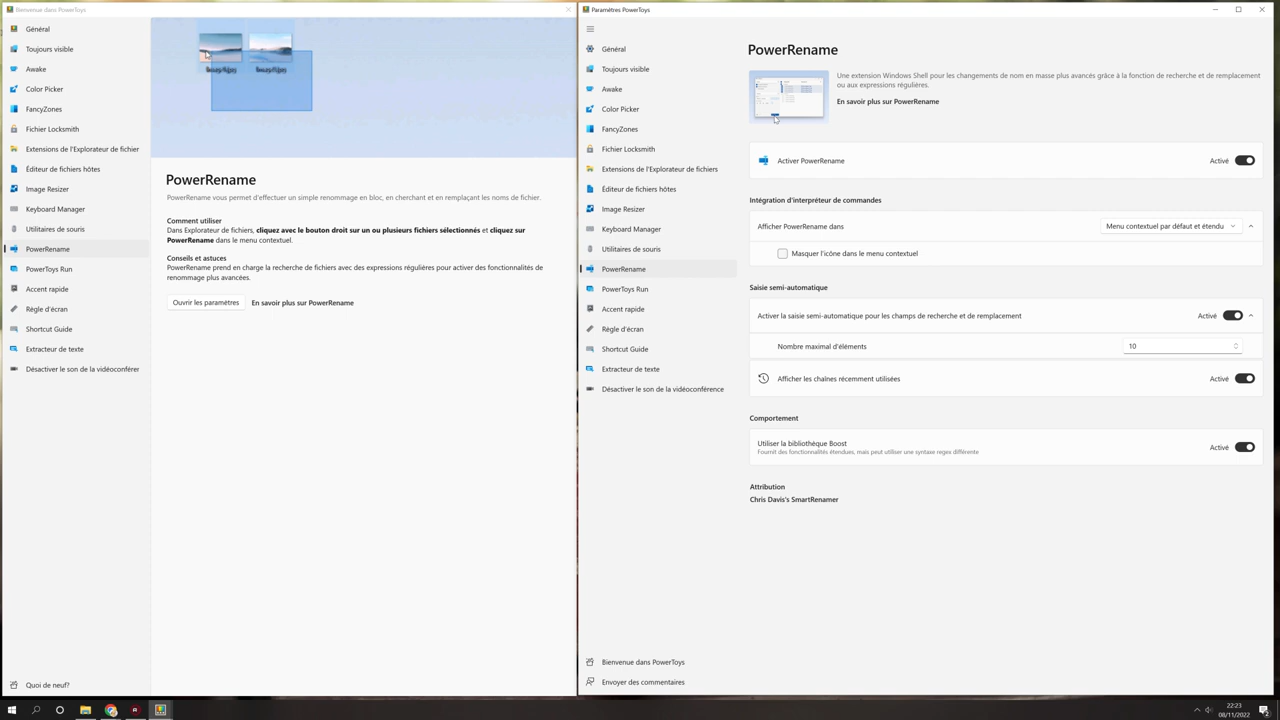 Bienvenue dans PowerToys
Général
Toujours visible
Awake
Color Picker
FancyZones
Fichier Locksmith
Extensions de l'Explorateur de fichier
Éditeur de fichiers hôtes
Image Resizer
Keyboard Manager
Utilitaires de souris
PowerRename
PowerToys Run
Accent rapide
Règle d'écran
Shortcut Guide
Extracteur de texte
Désactiver le son de la vidéoconférer
Quoi de neuf?
PowerRename
PowerRename vous permet d'effectuer un simple renommage en bloc, en cherchant et en remplaçant les noms de fichier.
Comment utiliser
Dans Explorateur de fichiers, cliquez avec le bouton droit sur un ou plusieurs fichiers sélectionnés et cliquez sur
PowerRename dans le menu contextuel.
Conseils et astuces
PowerRename prend en charge la recherche de fichiers avec des expressions régulières pour activer des fonctionnalités de
renommage plus avancées.
Ouvrir les paramètres
En savoir plus sur PowerRename
Paramètres PowerToys
Général
Toujours visible
Awake
Color Picker
FancyZones
Fichier Locksmith
Extensions de l'Explorateur de fichiers
Éditeur de fichiers hôtes
Image Resizer
Keyboard Manager
Utilitaires de souris
PowerRename
PowerToys Run
Accent rapide
Règle d'écran
Shortcut Guide
Extracteur de texte
Désactiver le son de la vidéoconférence
Bienvenue dans PowerToys
Envoyer des commentaires
PowerRename
Une extension Windows Shell pour les changements de nom en masse plus avancés grâce à la fonction de recherche et de remplacement
ou aux expressions régulières.
En savoir plus sur PowerRename
Activer PowerRename
Activé
Intégration d'interpréteur de commandes
Afficher PowerRename dans
Menu contextuel par défaut et étendu
Masquer l'icône dans le menu contextuel
Saisie semi-automatique
Activer la saisie semi-automatique pour les champs de recherche et de remplacement
Activé
Nombre maximal d'éléments
10
Afficher les chaînes récemment utilisées
Activé
Comportement
Utiliser la bibliothèque Boost
Fournit des fonctionnalités étendues, mais peut utiliser une syntaxe regex différente
Activé
Attribution
Chris Davis's SmartRenamer
22:23
08/11/2022
2